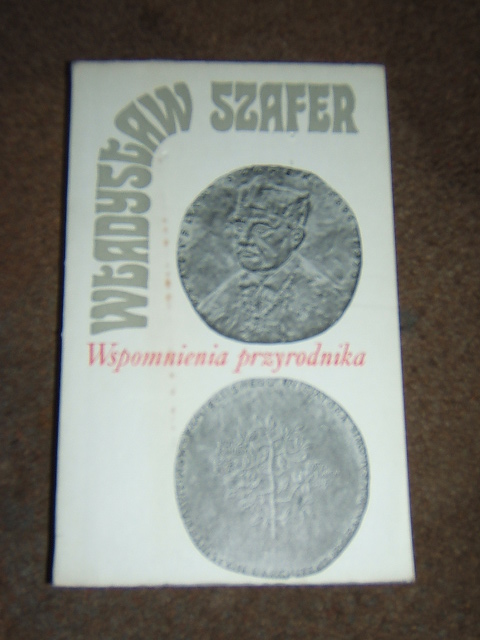 WŁADYSŁAW SZAFER
Wspomnienia przyrodnika